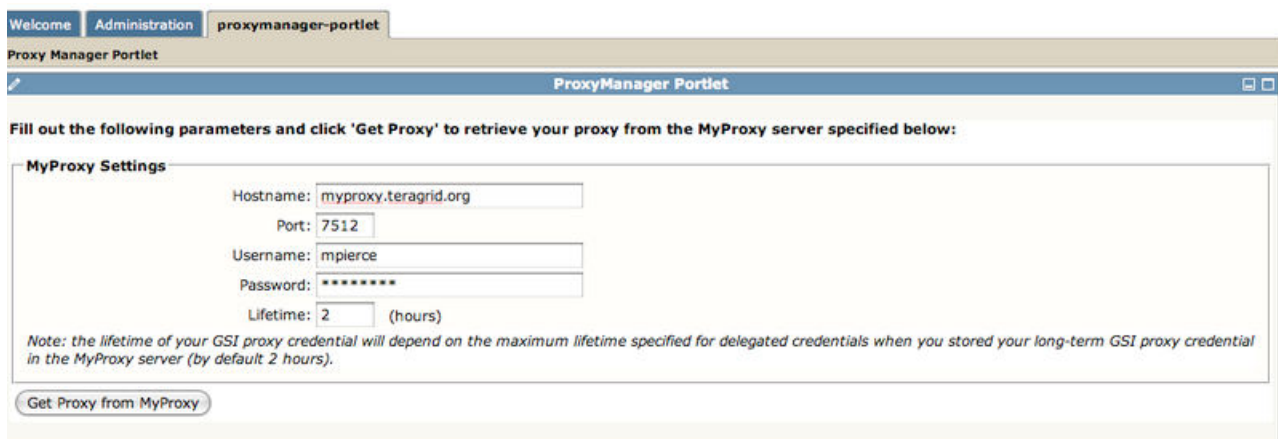 Welcome Administration proxymanager-portlet
Proxy Manager Portlet
ProxyManager Portlet
Fill out the following parameters and click 'Get Proxy' to retrieve your proxy from the MyProxy server specified below:
MyProxy Settings
Hostname: myproxy.teragrid.org
Port: 7512
Username: mpierce
Password: ********
Lifetime: 2 (hours)
Note: the lifetime of your GSI proxy credential will depend on the maximum lifetime specified for delegated credentials when you stored your long-term GSI proxy credential
in the MyProxy server (by default 2 hours).
Get Proxy from MyProxy